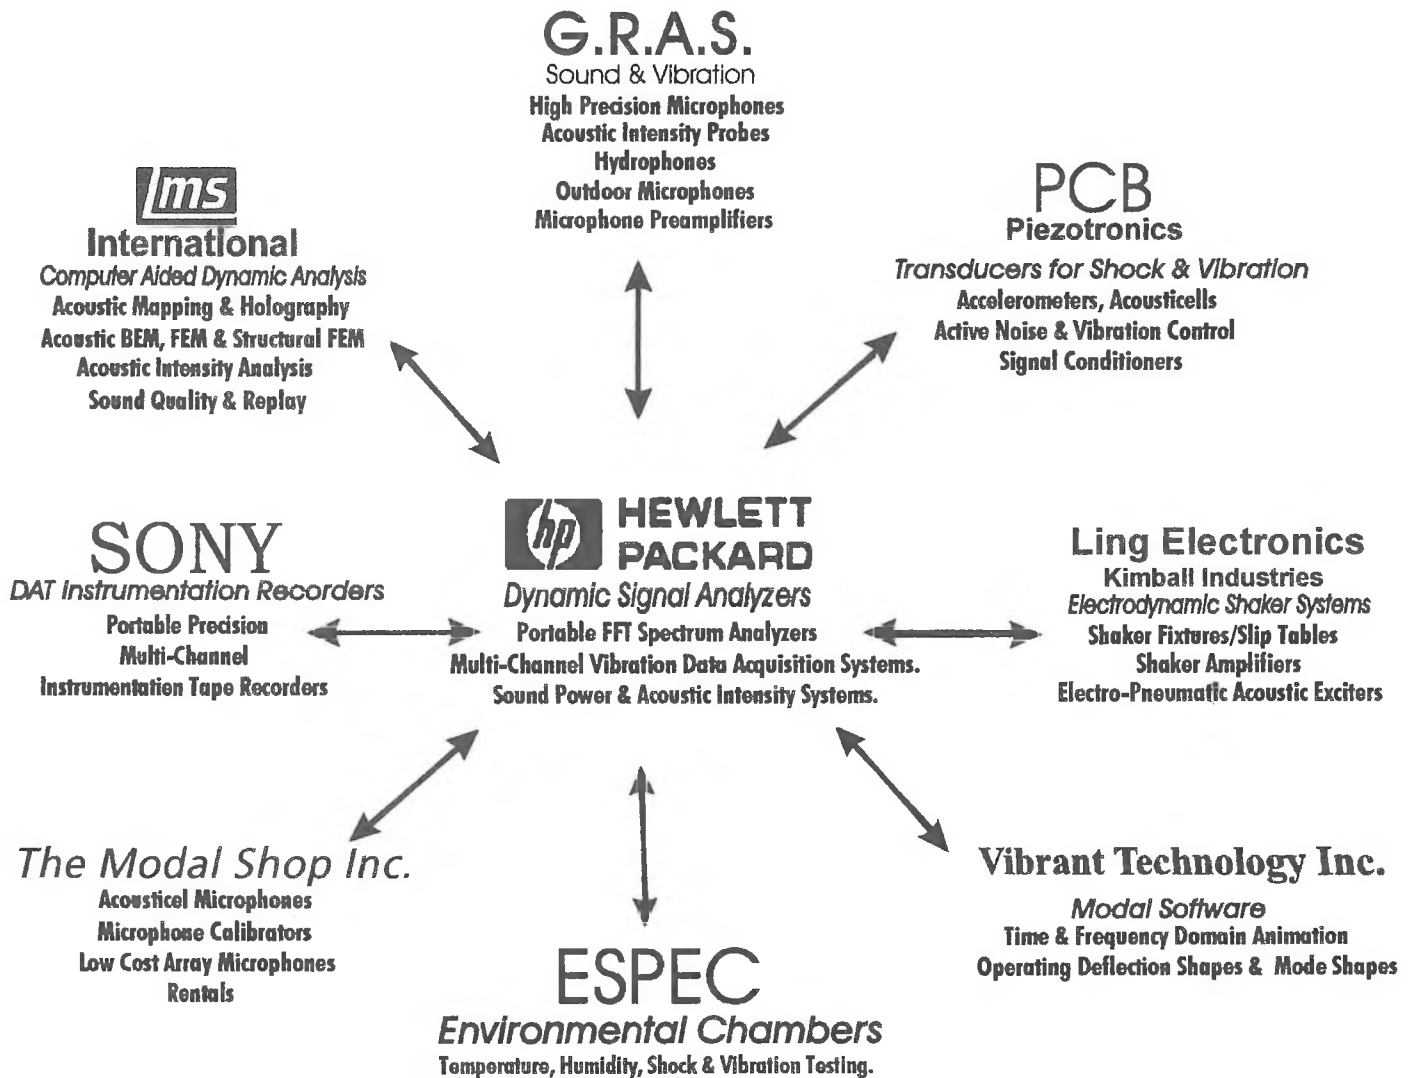 G.R.A.S.
Sound & Vibration
High Precision Microphones
Acoustic Intensity Probes
Hydrophones
Outdoor Microphones
Microphone Preamplifiers
lms
International
Computer Aided Dynamic Analysis
Acoustic Mapping & Holography
Acoustic BEM, FEM & Structural FEM
Acoustic Intensity Analysis
Sound Quality & Replay
PCB
Piezotronics
Transducers for Shock & Vibration
Accelerometers, Acousticells
Active Noise & Vibration Control
Signal Conditioners
SONY
DAT Instrumentation Recorders
Portable Precision
Multi-Channel
Instrumentation Tape Recorders
hp HEWLETT
PACKARD
Dynamic Signal Analyzers
Portable FFT Spectrum Analyzers
Multi-Channel Vibration Data Acquisition Systems.
Sound Power & Acoustic Intensity Systems.
Ling Electronics
Kimball Industries
Electrodynamic Shaker Systems
Shaker Fixtures/Slip Tables
Shaker Amplifiers
Electro-Pneumatic Acoustic Exciters
The Modal Shop Inc.
Acousticel Microphones
Microphone Calibrators
Low Cost Array Microphones
Rentals
ESPEC
Environmental Chambers
Temperature, Humidity, Shock & Vibration Testing.
Vibrant Technology Inc.
Modal Software
Time & Frequency Domain Animation
Operating Deflection Shapes & Mode Shapes